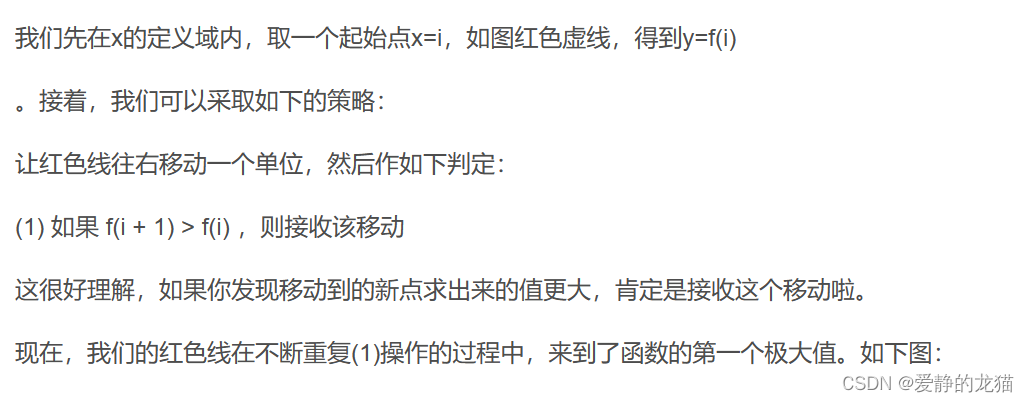 我们先在x的定义域内，取一个起始点x=i，如图红色虚线，得到y=f(i)
。接着，我们可以采取如下的策略：
让红色线往右移动一个单位，然后作如下判定：
(1) 如果 f(i + 1) > f(i) ，则接收该移动
这很好理解，如果你发现移动到的新点求出来的值更大，肯定是接收这个移动啦。
现在，我们的红色线在不断重复(1)操作的过程中，来到了函数的第一个极大值。如下图：
CSDN @爱静的龙猫